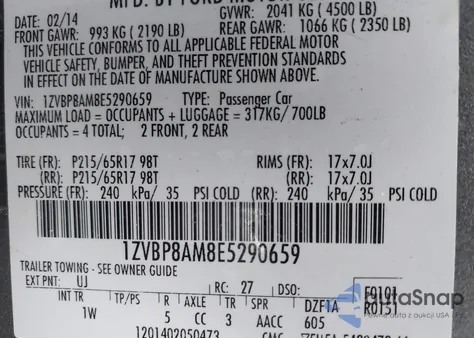 MFD. BY FORD MOTOR
DATE: 02/14 GVWR: 2041 KG ( 4500 LB)
FRONT GAWR: 993 KG ( 2190 LB) REAR GAWR: 1066 KG ( 2350 LB)
THIS VEHICLE CONFORMS TO ALL APPLICABLE FEDERAL MOTOR
VEHICLE SAFETY, BUMPER, AND THEFT PREVENTION STANDARDS
IN EFFECT ON THE DATE OF MANUFACTURE SHOWN ABOVE.
VIN: 1ZVBP8AM8E5290659 TYPE: Passenger Car
MAXIMUM LOAD = OCCUPANTS + LUGGAGE = 317KG/ 700LB
OCCUPANTS = 4 TOTAL; 2 FRONT, 2 REAR
TIRE (FR): P215/65R17 98T RIMS (FR): 17x7.0J
(RR): P215/65R17 98T (RR): 17x7.0J
PRESSURE (FR): 240 kPa/ 35 PSI COLD (RR): 240 kPa/ 35 PSI COLD
1ZVBP8AM8E5290659
TRAILER TOWING - SEE OWNER GUIDE
EXT PNT: UJ RC: 27 DSO: F0101
R0151
INT TR TP/PS R AXLE TR SPR DZF1A
1W 5 CC 3 AACC 605
1201402050473
autoSnap